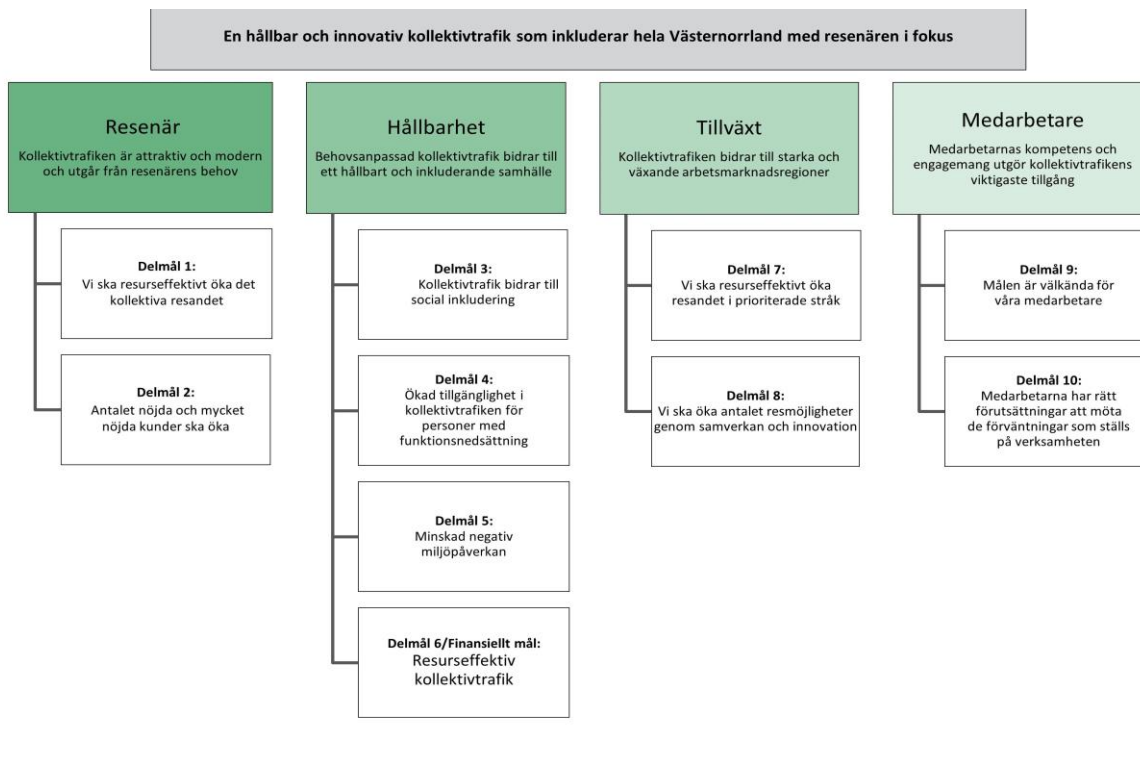 En hållbar och innovativ kollektivtrafik som inkluderar hela Västernorrland med resenären i fokus
Resenär
Kollektivtrafiken är attraktiv och modern
och utgår från resenärens behov
Delmål 1:
Vi ska resurseffektivt öka det
kollektiva resandet
Delmål 2:
Antalet nöjda och mycket
nöjda kunder ska öka
Hållbarhet
Behovsanpassad kollektivtrafik bidrar till
ett hållbart och inkluderande samhälle
Delmål 3:
Kollektivtrafik bidrar till
social inkludering
Delmål 4:
Ökad tillgänglighet i
kollektivtrafiken för
personer med
funktionsnedsättning
Delmål 5:
Minskad negativ
miljöpåverkan
Delmål 6/Finansiellt mål:
Resurseffektiv
kollektivtrafik
Tillväxt
Kollektivtrafiken bidrar till starka och
växande arbetsmarknadsregioner
Delmål 7:
Vi ska resurseffektivt öka
resandet i prioriterade stråk
Delmål 8:
Vi ska öka antalet resmöjligheter
genom samverkan och innovation
Medarbetare
Medarbetarnas kompetens och
engagemang utgör kollektivtrafikens
viktigaste tillgång
Delmål 9:
Målen är välkända för
våra medarbetare
Delmål 10:
Medarbetarna har rätt
förutsättningar att möta
de förväntningar som ställs
på verksamheten